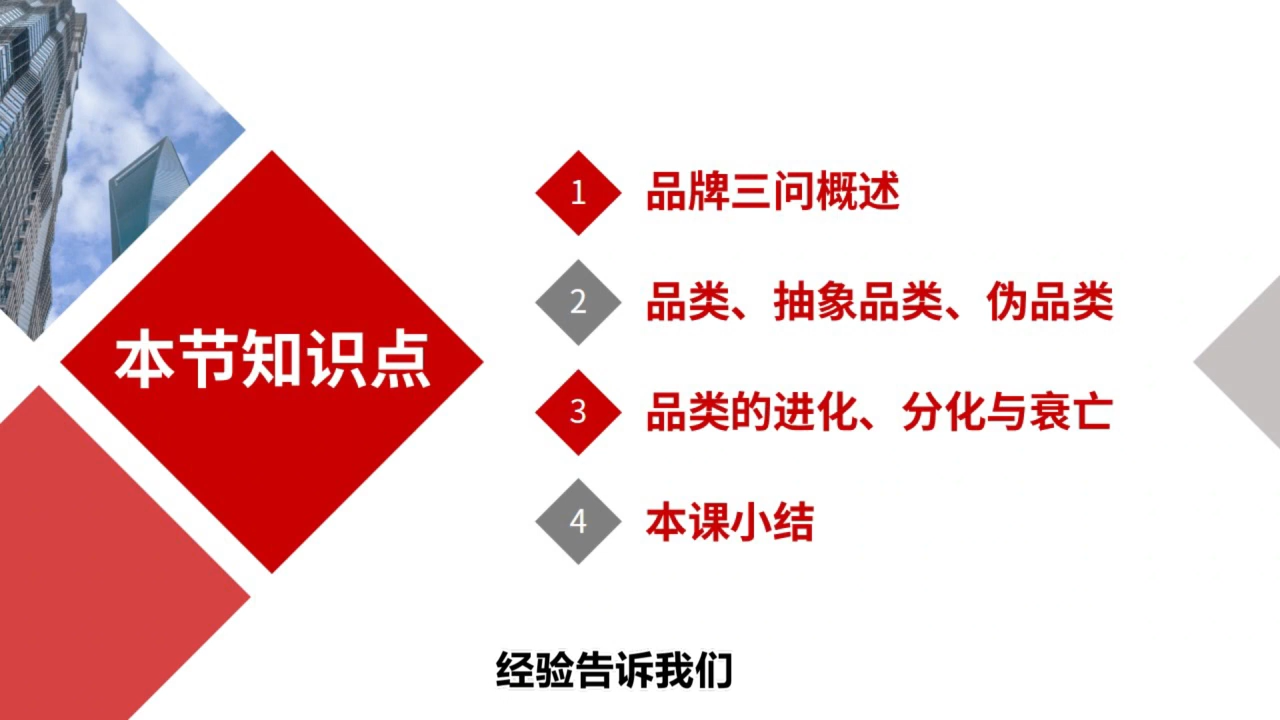 本节知识点
1 品牌三问概述
2 品类、抽象品类、伪品类
3 品类的进化、分化与衰亡
4 本课小结
经验告诉我们